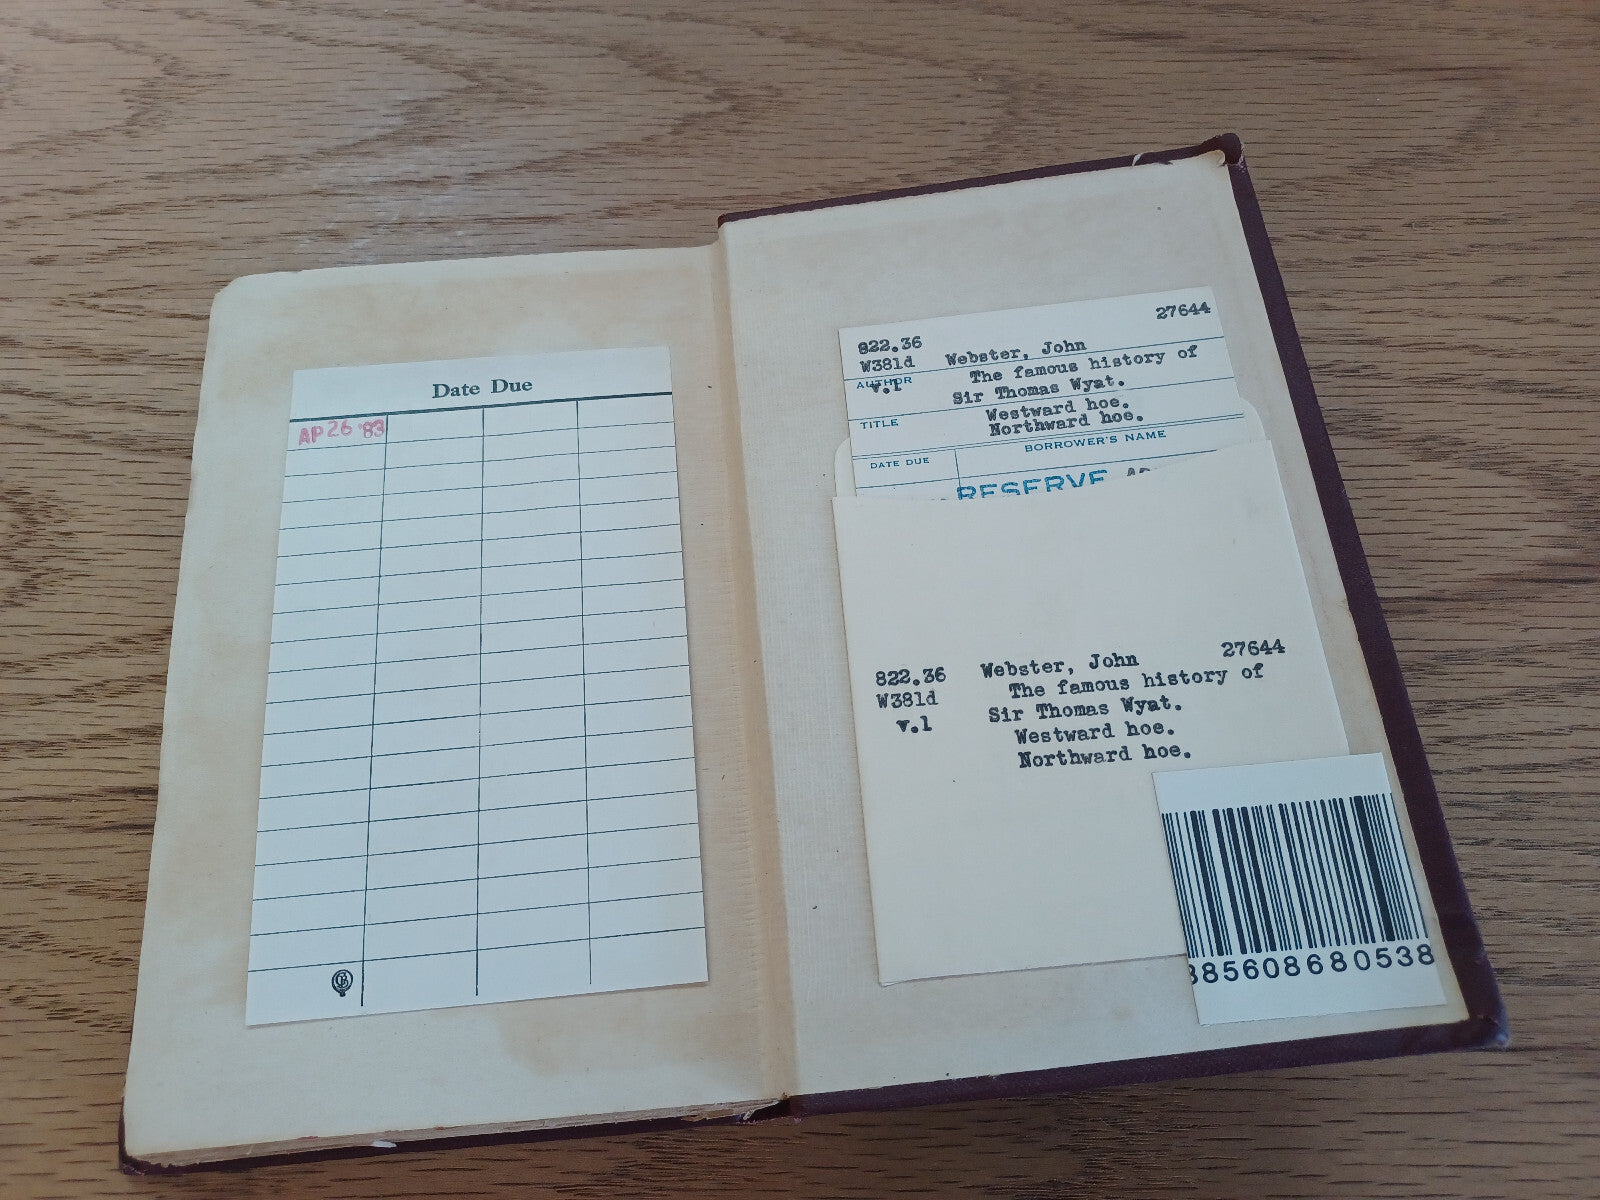 Date Due
AP 26 '83
27644
822.36
W381d Webster, John
AUTHOR The famous history of
v.1 Sir Thomas Wyat.
TITLE Westward hoe.
Northward hoe.
DATE DUE BORROWER'S NAME
RESERVE
822.36 Webster, John 27644
W381d The famous history of
v.1 Sir Thomas Wyat.
Westward hoe.
Northward hoe.
385608680538